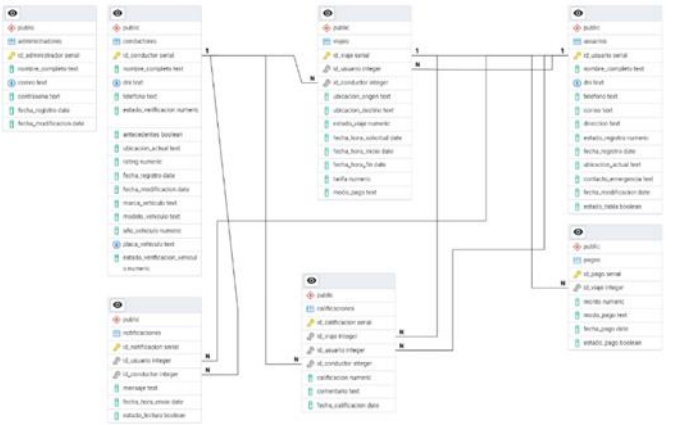 public
administradores
id_administrador serial
nombre_completo text
correo text
contrasena text
fecha_registro date
fecha_modificacion date
public
conductores
id_conductor serial
nombre_completo text
dni text
telefono text
estado_verificacion numeric
antecedentes boolean
ubicacion_actual text
rating numeric
fecha_registro date
fecha_modificacion date
marca_vehiculo text
modelo_vehiculo text
año_vehiculo numeric
placa_vehiculo text
estado_verificacion_vehicul
o numeric
public
viajes
id_viaje serial
id_usuario integer
id_conductor integer
ubicacion_origen text
ubicacion_destino text
estado_viaje numeric
fecha_hora_solicitud date
fecha_hora_inicio date
fecha_hora_fin date
tarifa numeric
modo_pago text
public
usuarios
id_usuario serial
nombre_completo text
dni text
telefono text
correo text
direccion text
estado_registro numeric
fecha_registro date
ubicacion_actual text
contacto_emergencia text
fecha_modificacion date
estado_tabla boolean
public
notificaciones
id_notificacion serial
id_usuario integer
id_conductor integer
mensaje text
fecha_hora_envio date
estado_lectura boolean
public
calificaciones
id_calificacion serial
id_viaje integer
id_usuario integer
id_conductor integer
calificacion numeric
comentario text
fecha_calificacion date
public
pagos
id_pago serial
id_viaje integer
monto numeric
modo_pago text
fecha_pago date
estado_pago boolean
1
N
1
1
N
N
N
N
N
N
N